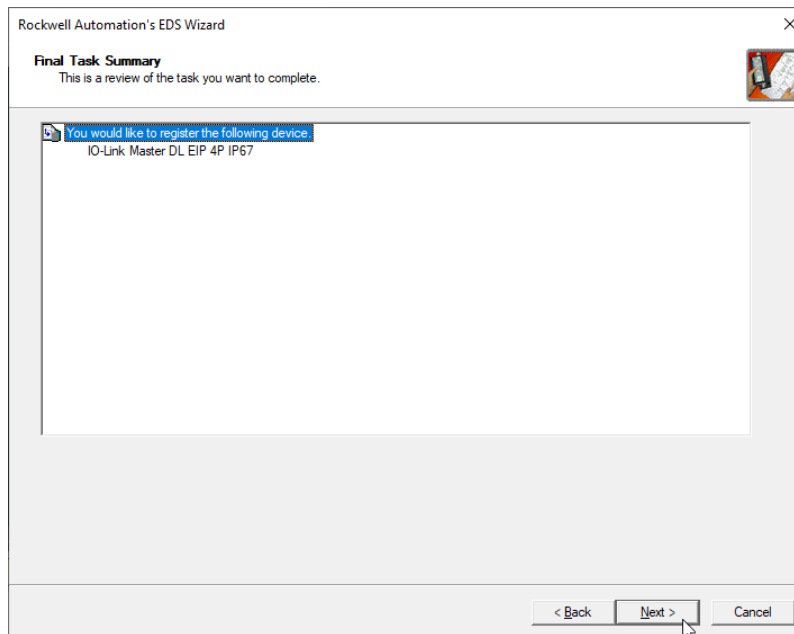 Rockwell Automation's EDS Wizard
Final Task Summary
This is a review of the task you want to complete.
You would like to register the following device.
IO-Link Master DL EIP 4P IP67
< Back
Next >
Cancel